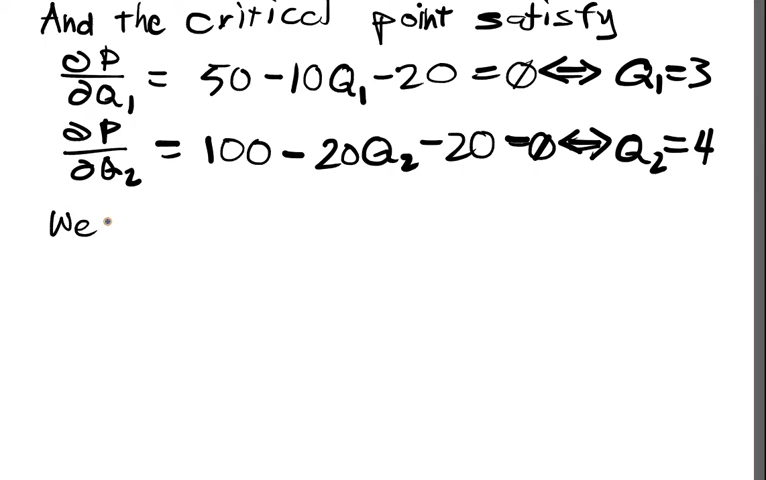 And the critical point satisfy
∂P/∂Q₁ = 50 - 10Q₁ - 20 = 0 ⇔ Q₁ = 3
∂P/∂Q₂ = 100 - 20Q₂ - 20 = 0 ⇔ Q₂ = 4
We